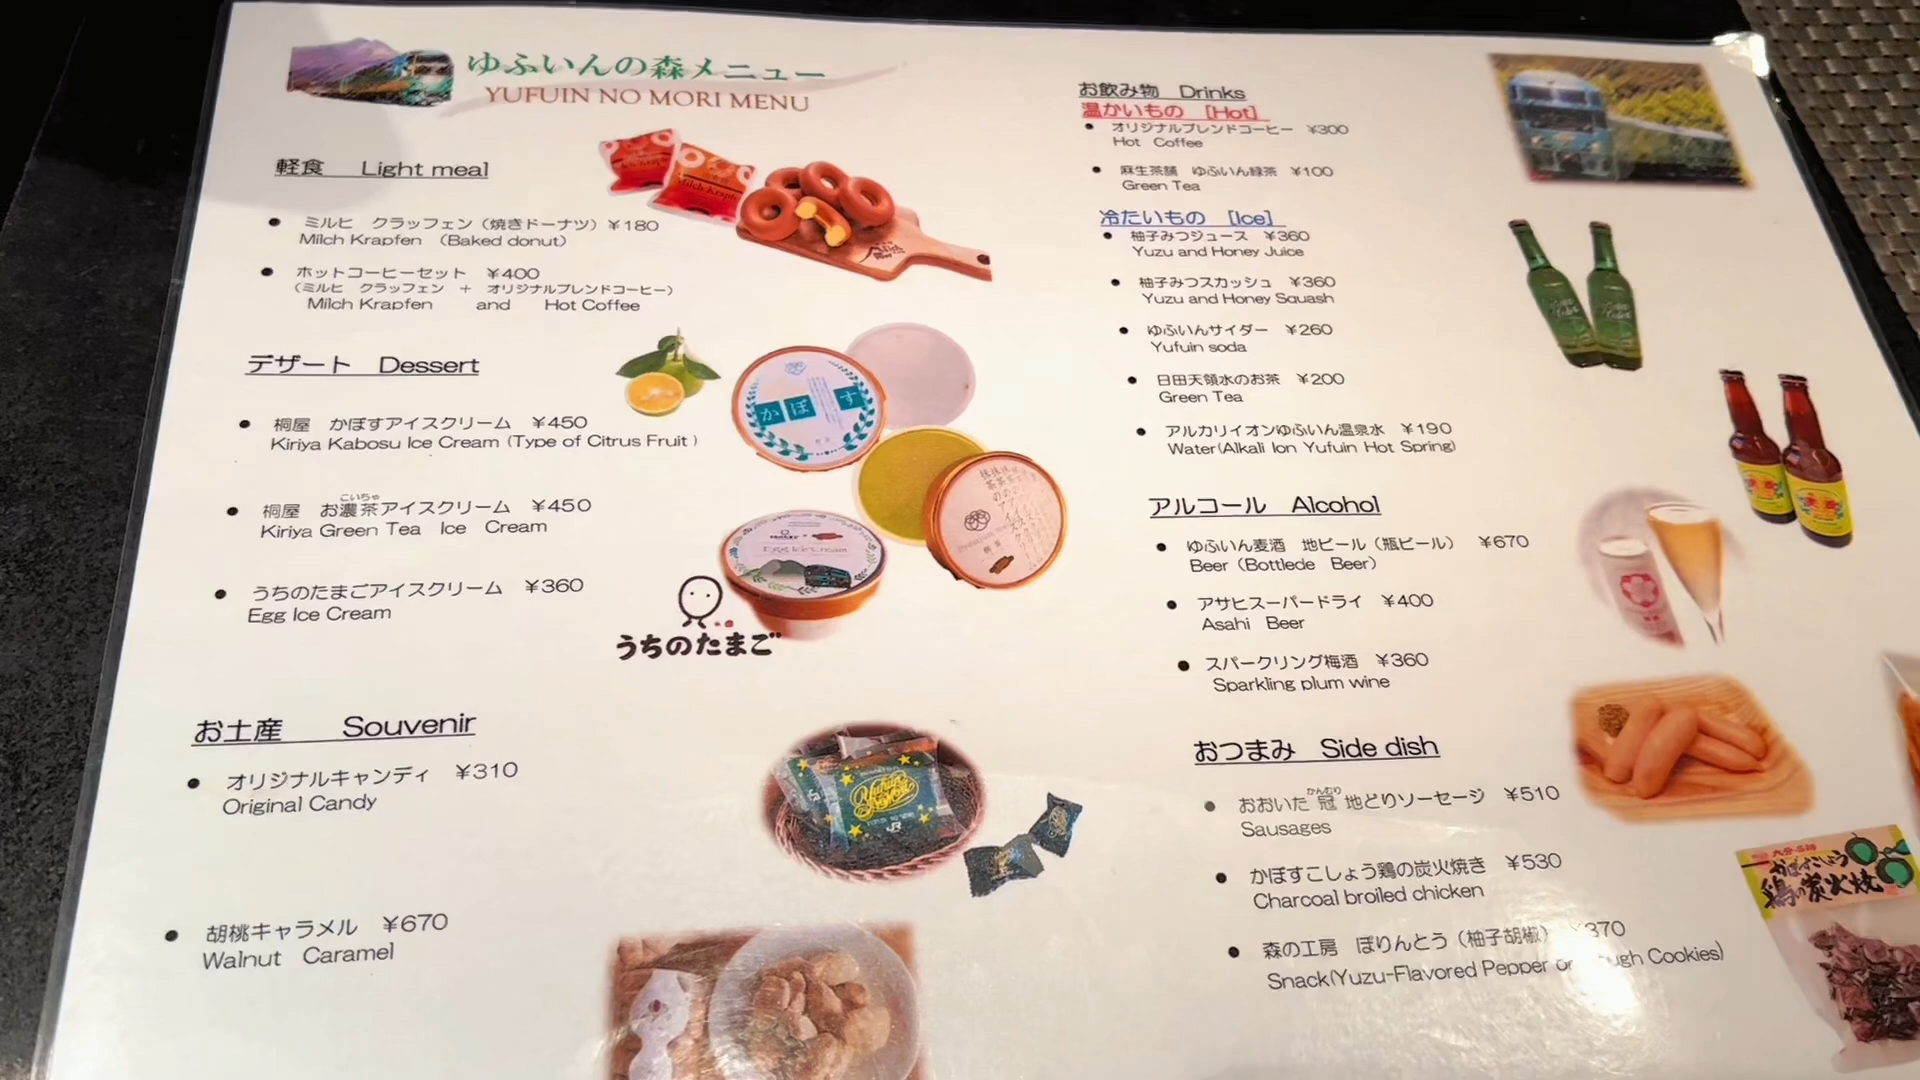 ゆふいんの森メニュー
YUFUIN NO MORI MENU
軽食 Light meal
ミルヒ クラッフェン（焼きドーナツ）￥180
Milch Krapfen （Baked donut）
ホットコーヒーセット ￥400
（ミルヒ クラッフェン ＋ オリジナルブレンドコーヒー）
Milch Krapfen and Hot Coffee
デザート Dessert
桐屋 かぼすアイスクリーム ￥450
Kiriya Kabosu Ice Cream (Type of Citrus Fruit )
こいちゃ
桐屋 お濃茶アイスクリーム ￥450
Kiriya Green Tea Ice Cream
うちのたまごアイスクリーム ￥360
Egg Ice Cream
かぼす
Egg Ice Cream
うちのたまご
お土産 Souvenir
オリジナルキャンディ ￥310
Original Candy
胡桃キャラメル ￥670
Walnut Caramel
お飲み物 Drinks
温かいもの [Hot]
オリジナルブレンドコーヒー ￥300
Hot Coffee
麻生茶舗 ゆふいん緑茶 ￥100
Green Tea
冷たいもの [Ice]
柚子みつジュース ￥360
Yuzu and Honey Juice
柚子みつスカッシュ ￥360
Yuzu and Honey Squash
ゆふいんサイダー ￥260
Yufuin soda
日田天領水のお茶 ￥200
Green Tea
アルカリイオンゆふいん温泉水 ￥190
Water(Alkali Ion Yufuin Hot Spring)
アルコール Alcohol
ゆふいん麦酒 地ビール（瓶ビール） ￥670
Beer（Bottlede Beer）
アサヒスーパードライ ￥400
Asahi Beer
スパークリング梅酒 ￥360
Sparkling plum wine
おつまみ Side dish
かんむり
おおいた 冠 地どりソーセージ ￥510
Sausages
かぼすこしょう鶏の炭火焼き ￥530
Charcoal broiled chicken
森の工房 ぽりんとう（柚子胡椒） ￥370
Snack(Yuzu-Flavored Pepper Cookies)
かぼすこしょう
鶏の炭火焼